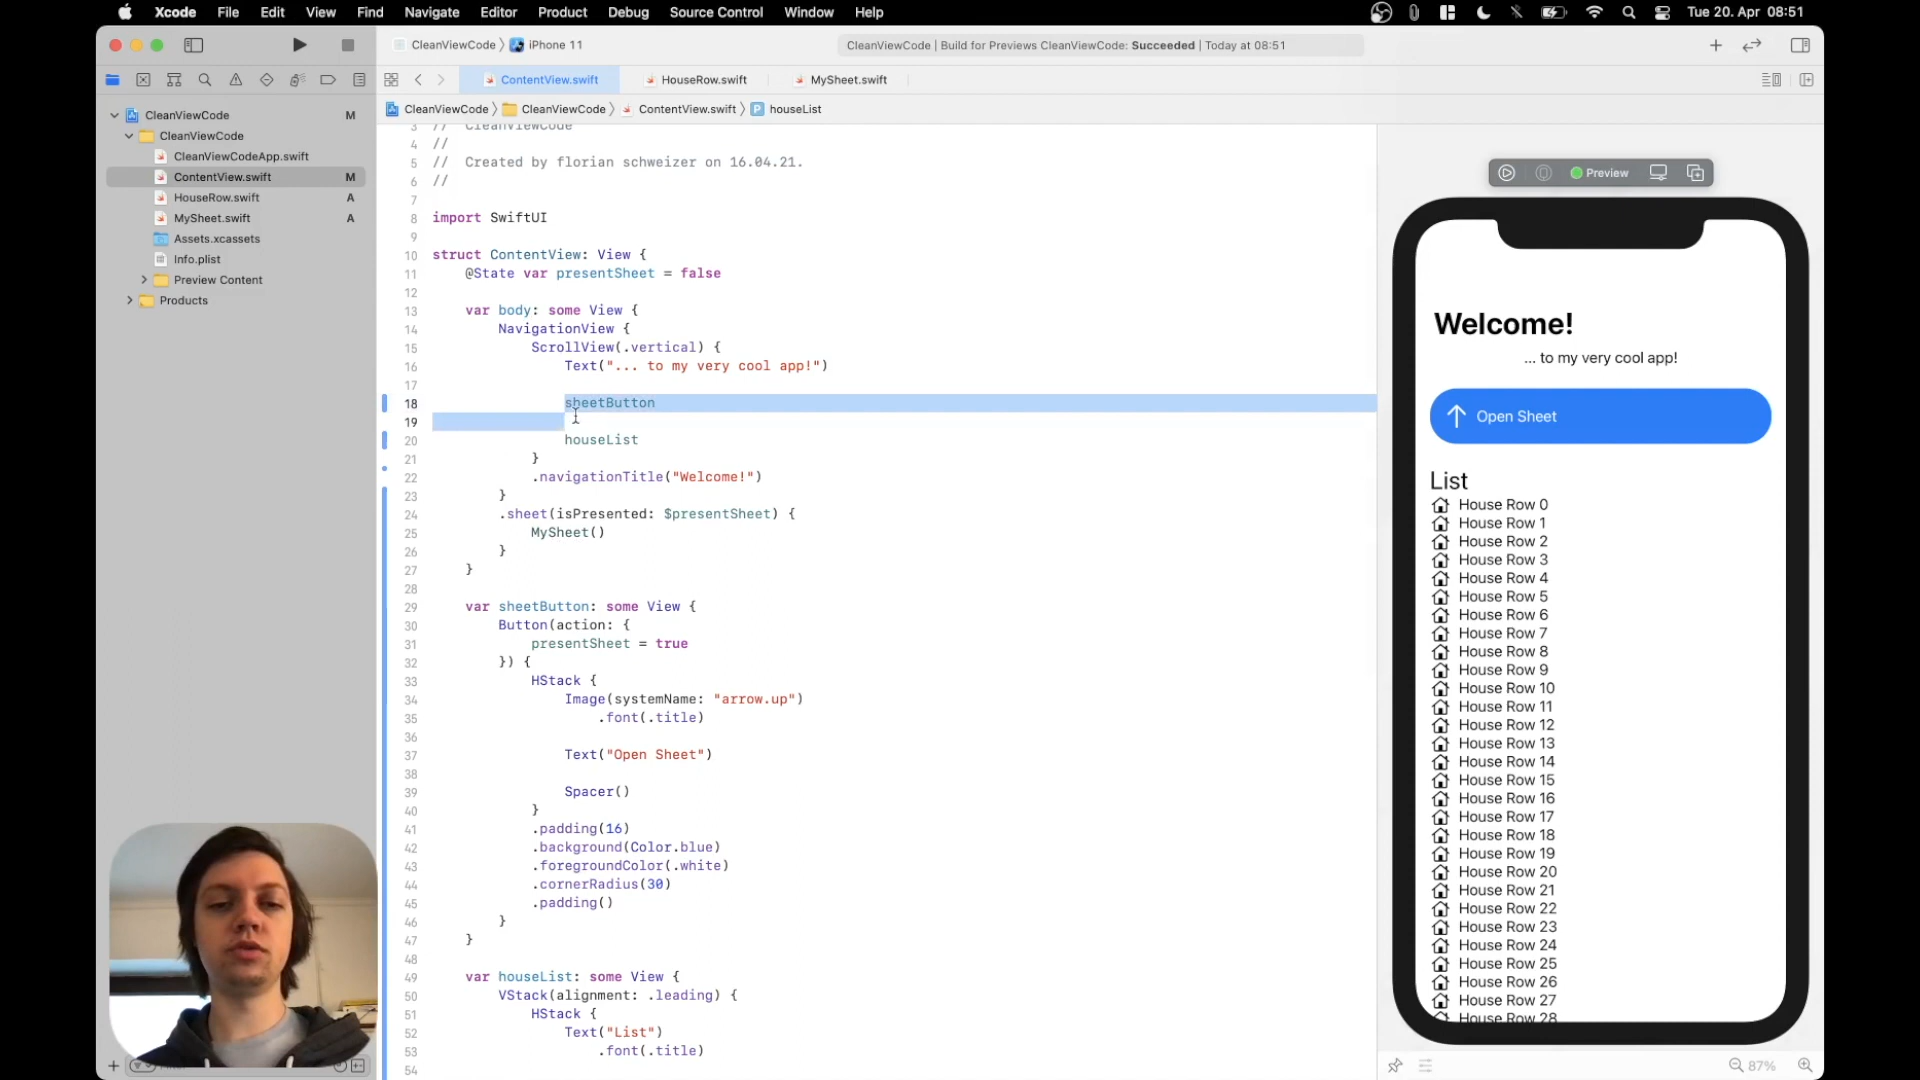 Xcode File Edit View Find Navigate Editor Product Debug Source Control Window Help Tue 20. Apr 08:51
CleanViewCode iPhone 11 CleanViewCode | Build for Previews CleanViewCode: Succeeded | Today at 08:51
ContentView.swift HouseRow.swift MySheet.swift
CleanViewCode CleanViewCode ContentView.swift P houseList
CleanViewCode M
CleanViewCode
CleanViewCodeApp.swift
ContentView.swift M
HouseRow.swift A
MySheet.swift A
Assets.xcassets
Info.plist
Preview Content
Products
3 // CleanViewCode
4 //
5 // Created by florian schweizer on 16.04.21.
6 //
7
8 import SwiftUI
9
10 struct ContentView: View {
11 @State var presentSheet = false
12
13 var body: some View {
14 NavigationView {
15 ScrollView(.vertical) {
16 Text("... to my very cool app!")
17
18 sheetButton
19
20 houseList
21 }
22 .navigationTitle("Welcome!")
23 }
24 .sheet(isPresented: $presentSheet) {
25 MySheet()
26 }
27 }
28
29 var sheetButton: some View {
30 Button(action: {
31 presentSheet = true
32 }) {
33 HStack {
34 Image(systemName: "arrow.up")
35 .font(.title)
36
37 Text("Open Sheet")
38
39 Spacer()
40 }
41 .padding(16)
42 .background(Color.blue)
43 .foregroundColor(.white)
44 .cornerRadius(30)
45 .padding()
46 }
47 }
48
49 var houseList: some View {
50 VStack(alignment: .leading) {
51 HStack {
52 Text("List")
53 .font(.title)
54
Preview
Welcome!
... to my very cool app!
Open Sheet
List
House Row 0
House Row 1
House Row 2
House Row 3
House Row 4
House Row 5
House Row 6
House Row 7
House Row 8
House Row 9
House Row 10
House Row 11
House Row 12
House Row 13
House Row 14
House Row 15
House Row 16
House Row 17
House Row 18
House Row 19
House Row 20
House Row 21
House Row 22
House Row 23
House Row 24
House Row 25
House Row 26
House Row 27
House Row 28
87%